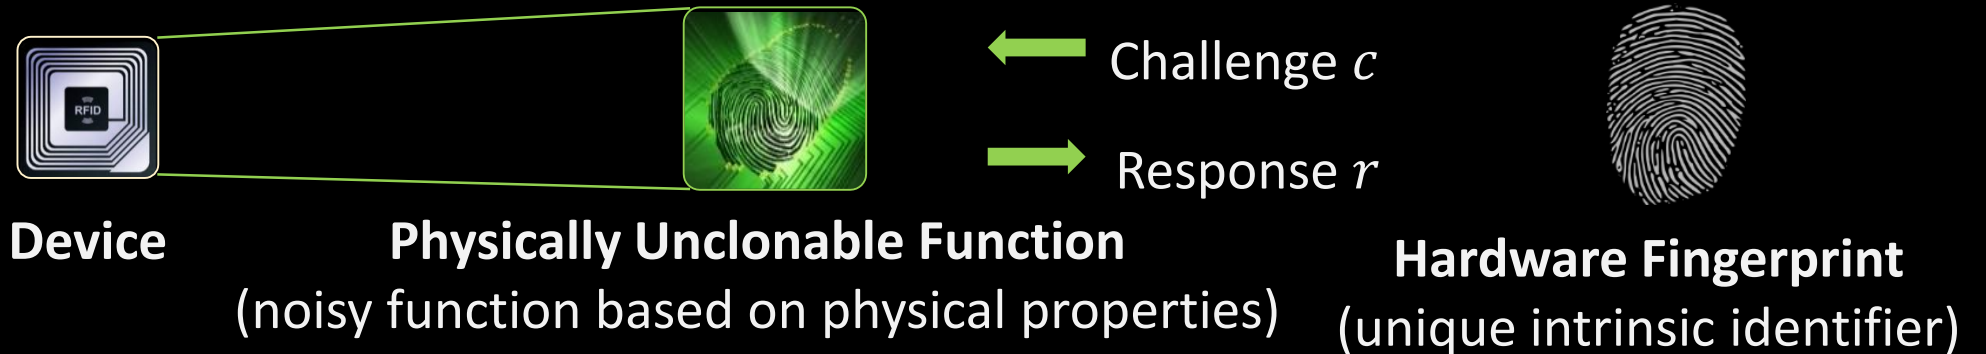 RFID
Challenge c
Response r
Device
Physically Unclonable Function
(noisy function based on physical properties)
Hardware Fingerprint
(unique intrinsic identifier)